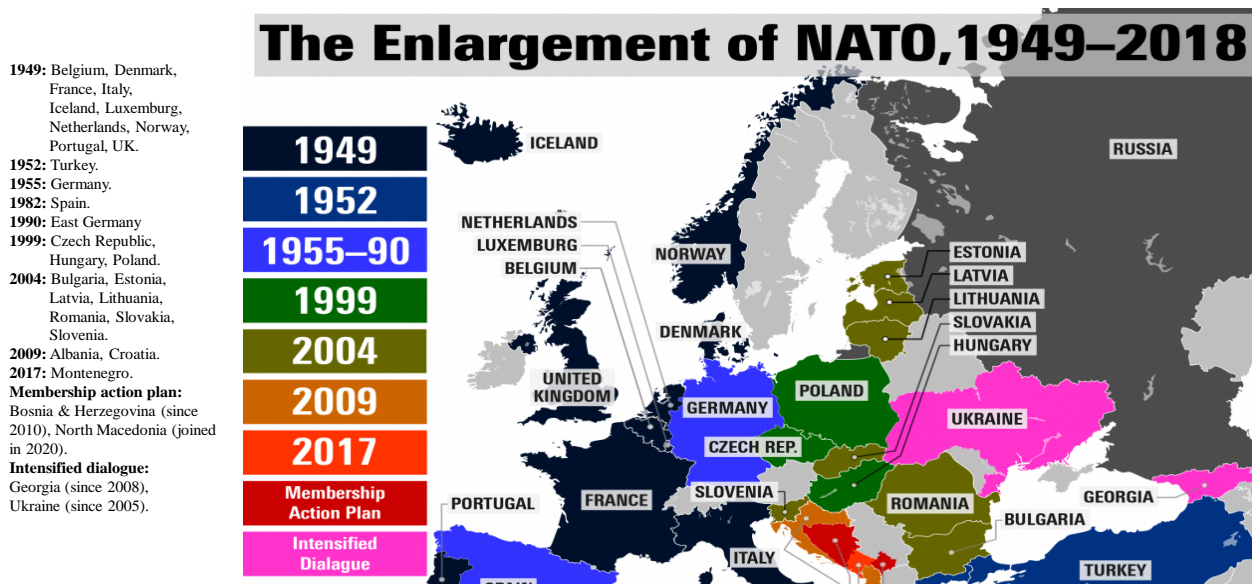 The Enlargement of NATO,1949–2018
1949: Belgium, Denmark,
France, Italy,
Iceland, Luxemburg,
Netherlands, Norway,
Portugal, UK.
1952: Turkey.
1955: Germany.
1982: Spain.
1990: East Germany
1999: Czech Republic,
Hungary, Poland.
2004: Bulgaria, Estonia,
Latvia, Lithuania,
Romania, Slovakia,
Slovenia.
2009: Albania, Croatia.
2017: Montenegro.
Membership action plan:
Bosnia & Herzegovina (since
2010), North Macedonia (joined
in 2020).
Intensified dialogue:
Georgia (since 2008),
Ukraine (since 2005).
1949
1952
1955–90
1999
2004
2009
2017
Membership
Action Plan
Intensified
Dialague
ICELAND
RUSSIA
NETHERLANDS
LUXEMBURG
BELGIUM
NORWAY
ESTONIA
LATVIA
LITHUANIA
SLOVAKIA
HUNGARY
DENMARK
UNITED
KINGDOM
POLAND
GERMANY
UKRAINE
CZECH REP.
PORTUGAL
FRANCE
SLOVENIA
ROMANIA
GEORGIA
BULGARIA
ITALY
TURKEY
SPAIN